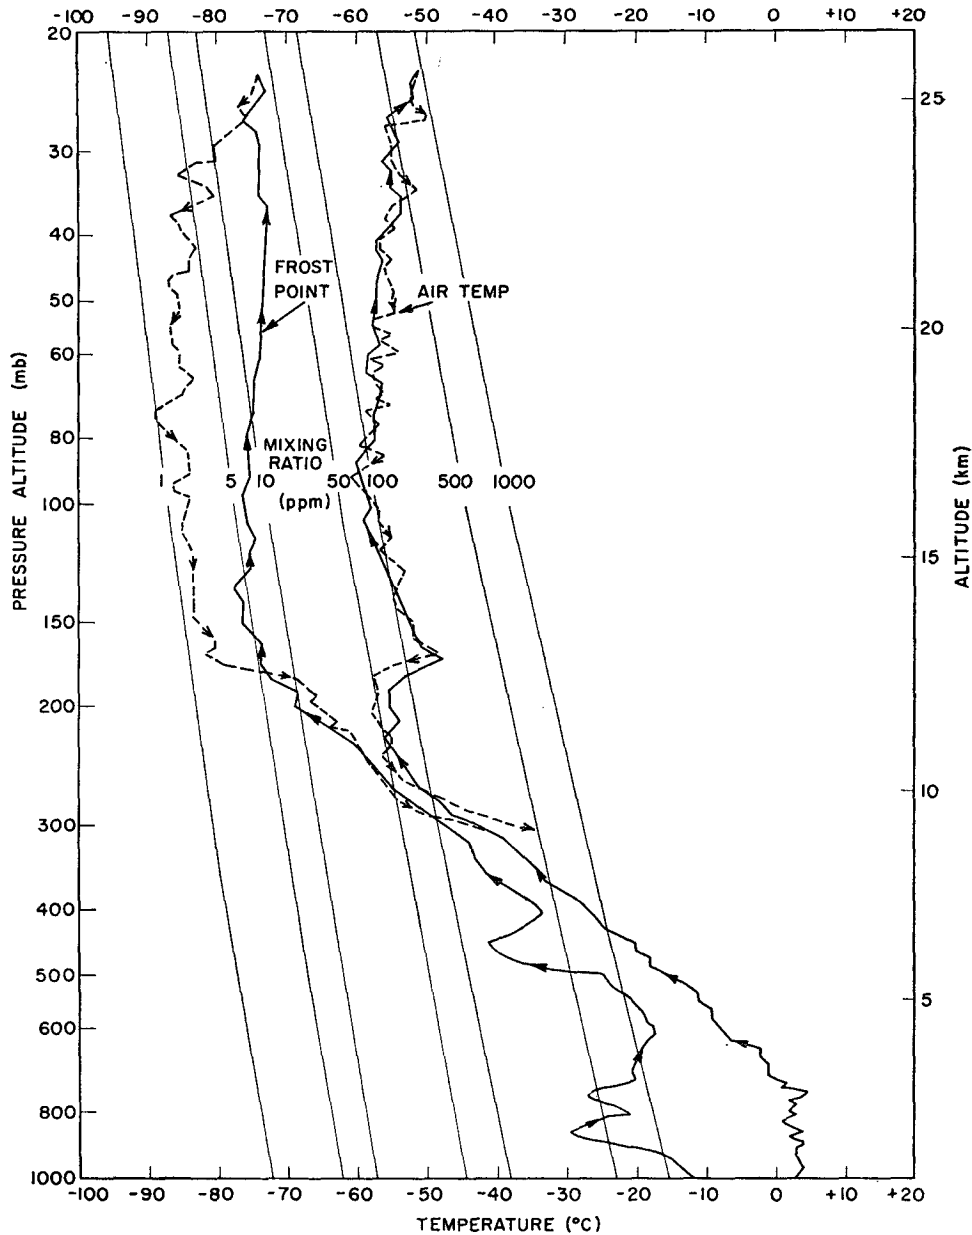 -100 -90 -80 -70 -60 -50 -40 -30 -20 -10 0 +10 +20
20
25
30
40
FROST
POINT
AIR TEMP
50
20
60
PRESSURE ALTITUDE (mb)
80
MIXING
RATIO
1 5 10 50 100 500 1000
(ppm)
100
ALTITUDE (km)
15
150
200
10
300
400
500
5
600
800
1000
-100 -90 -80 -70 -60 -50 -40 -30 -20 -10 0 +10 +20
TEMPERATURE (°C)